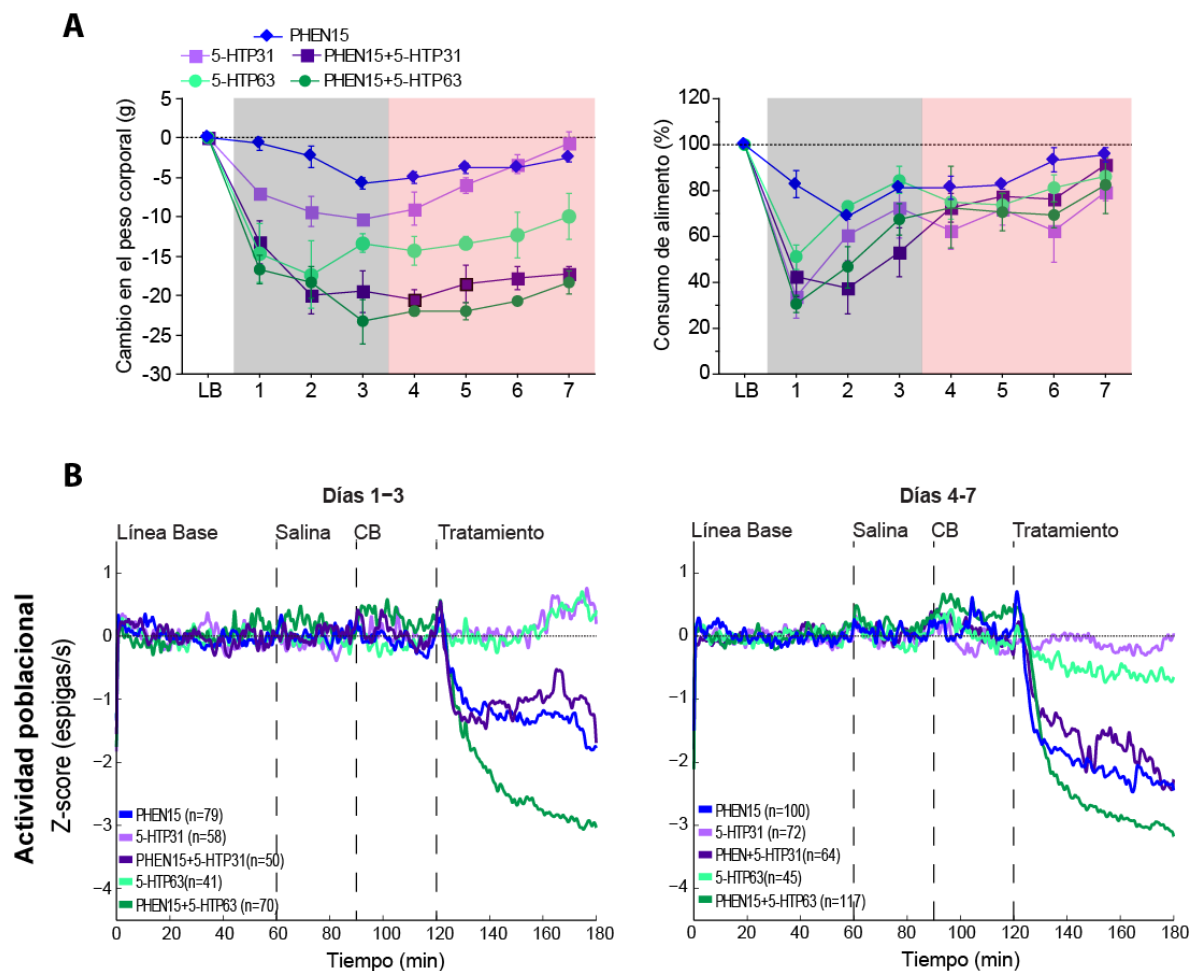 A
PHEN15
5-HTP31 PHEN15+5-HTP31
5-HTP63 PHEN15+5-HTP63
Cambio en el peso corporal (g)
5
0
-5
-10
-15
-20
-25
-30
LB 1 2 3 4 5 6 7
Consumo de alimento (%)
120
100
80
60
40
20
0
LB 1 2 3 4 5 6 7
B
Actividad poblacional
Z-score (espigas/s)
Días 1–3
Línea Base Salina CB Tratamiento
1
0
−1
−2
−3
−4
PHEN15 (n=79)
5-HTP31 (n=58)
PHEN15+5-HTP31(n=50)
5-HTP63(n=41)
PHEN15+5-HTP63 (n=70)
0 20 40 60 80 100 120 140 160 180
Tiempo (min)
Días 4-7
Línea Base Salina CB Tratamiento
1
0
−1
−2
−3
−4
PHEN15 (n=100)
5-HTP31 (n=72)
PHEN+5-HTP31(n=64)
5-HTP63(n=45)
PHEN15+5-HTP63 (n=117)
0 20 40 60 80 100 120 140 160 180
Tiempo (min)